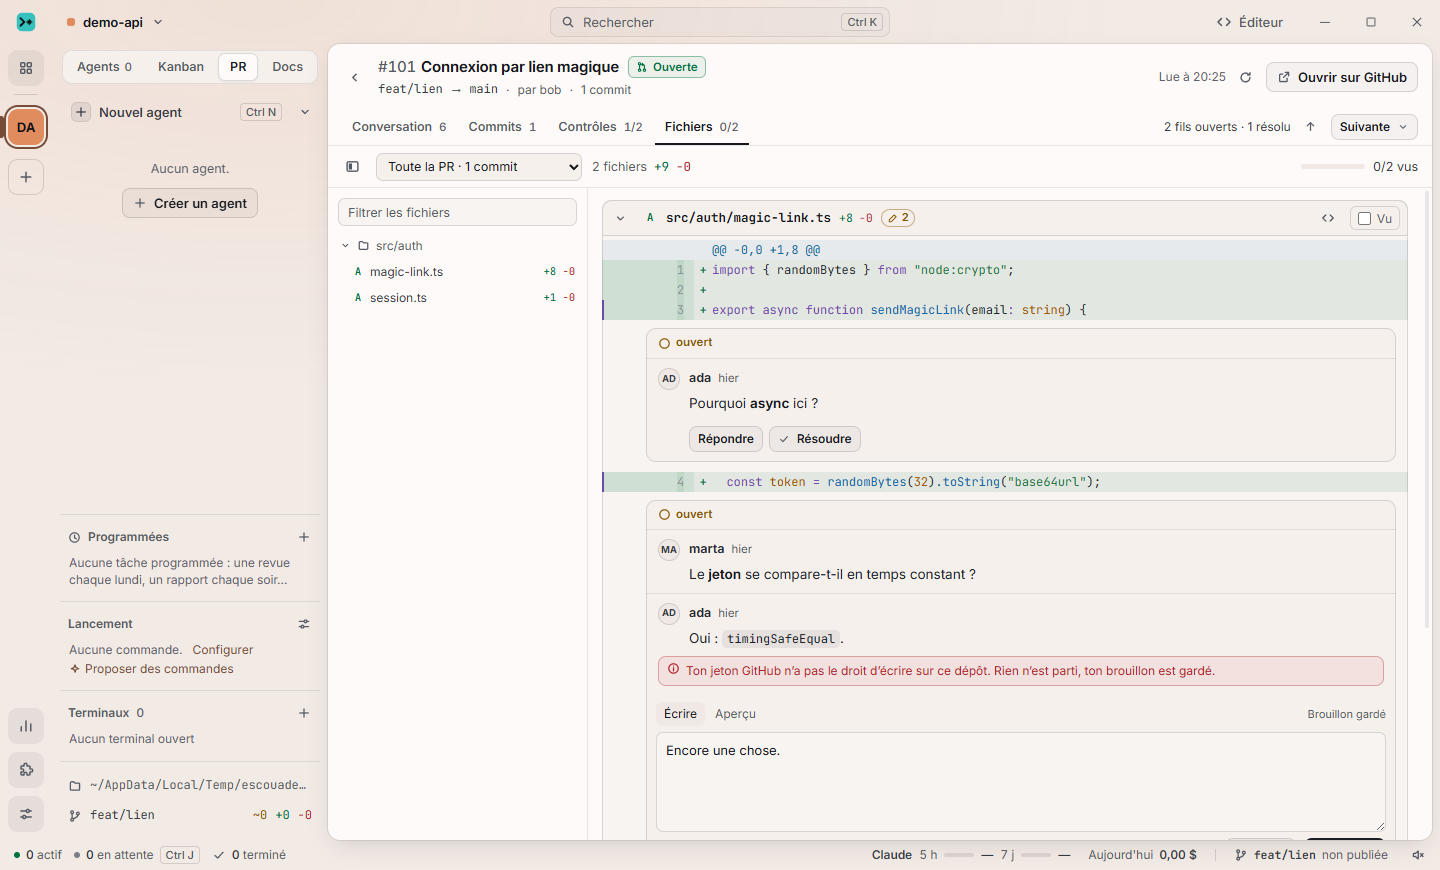 demo-api
Rechercher
Ctrl K
Éditeur
Agents 0
Kanban
PR
Docs
DA
Nouvel agent
Ctrl N
Aucun agent.
Créer un agent
Programmées
Aucune tâche programmée : une revue
chaque lundi, un rapport chaque soir...
Lancement
Aucune commande. Configurer
Proposer des commandes
Terminaux 0
Aucun terminal ouvert
~/AppData/Local/Temp/escouade…
feat/lien ~0 +0 -0
#101 Connexion par lien magique
Ouverte
feat/lien → main · par bob · 1 commit
Lue à 20:25
Ouvrir sur GitHub
Conversation 6
Commits 1
Contrôles 1/2
Fichiers 0/2
2 fils ouverts · 1 résolu
Suivante
Toute la PR · 1 commit
2 fichiers +9 -0
0/2 vus
Filtrer les fichiers
src/auth
A magic-link.ts +8 -0
A session.ts +1 -0
A src/auth/magic-link.ts +8 -0
2
Vu
@@ -0,0 +1,8 @@
1 + import { randomBytes } from "node:crypto";
2 +
3 + export async function sendMagicLink(email: string) {
ouvert
AD ada hier
Pourquoi async ici ?
Répondre
Résoudre
4 + const token = randomBytes(32).toString("base64url");
ouvert
MA marta hier
Le jeton se compare-t-il en temps constant ?
AD ada hier
Oui : timingSafeEqual.
Ton jeton GitHub n’a pas le droit d’écrire sur ce dépôt. Rien n’est parti, ton brouillon est gardé.
Écrire
Aperçu
Brouillon gardé
Encore une chose.
0 actif
0 en attente
Ctrl J
0 terminé
Claude 5 h — 7 j —
Aujourd'hui 0,00 $
feat/lien non publiée